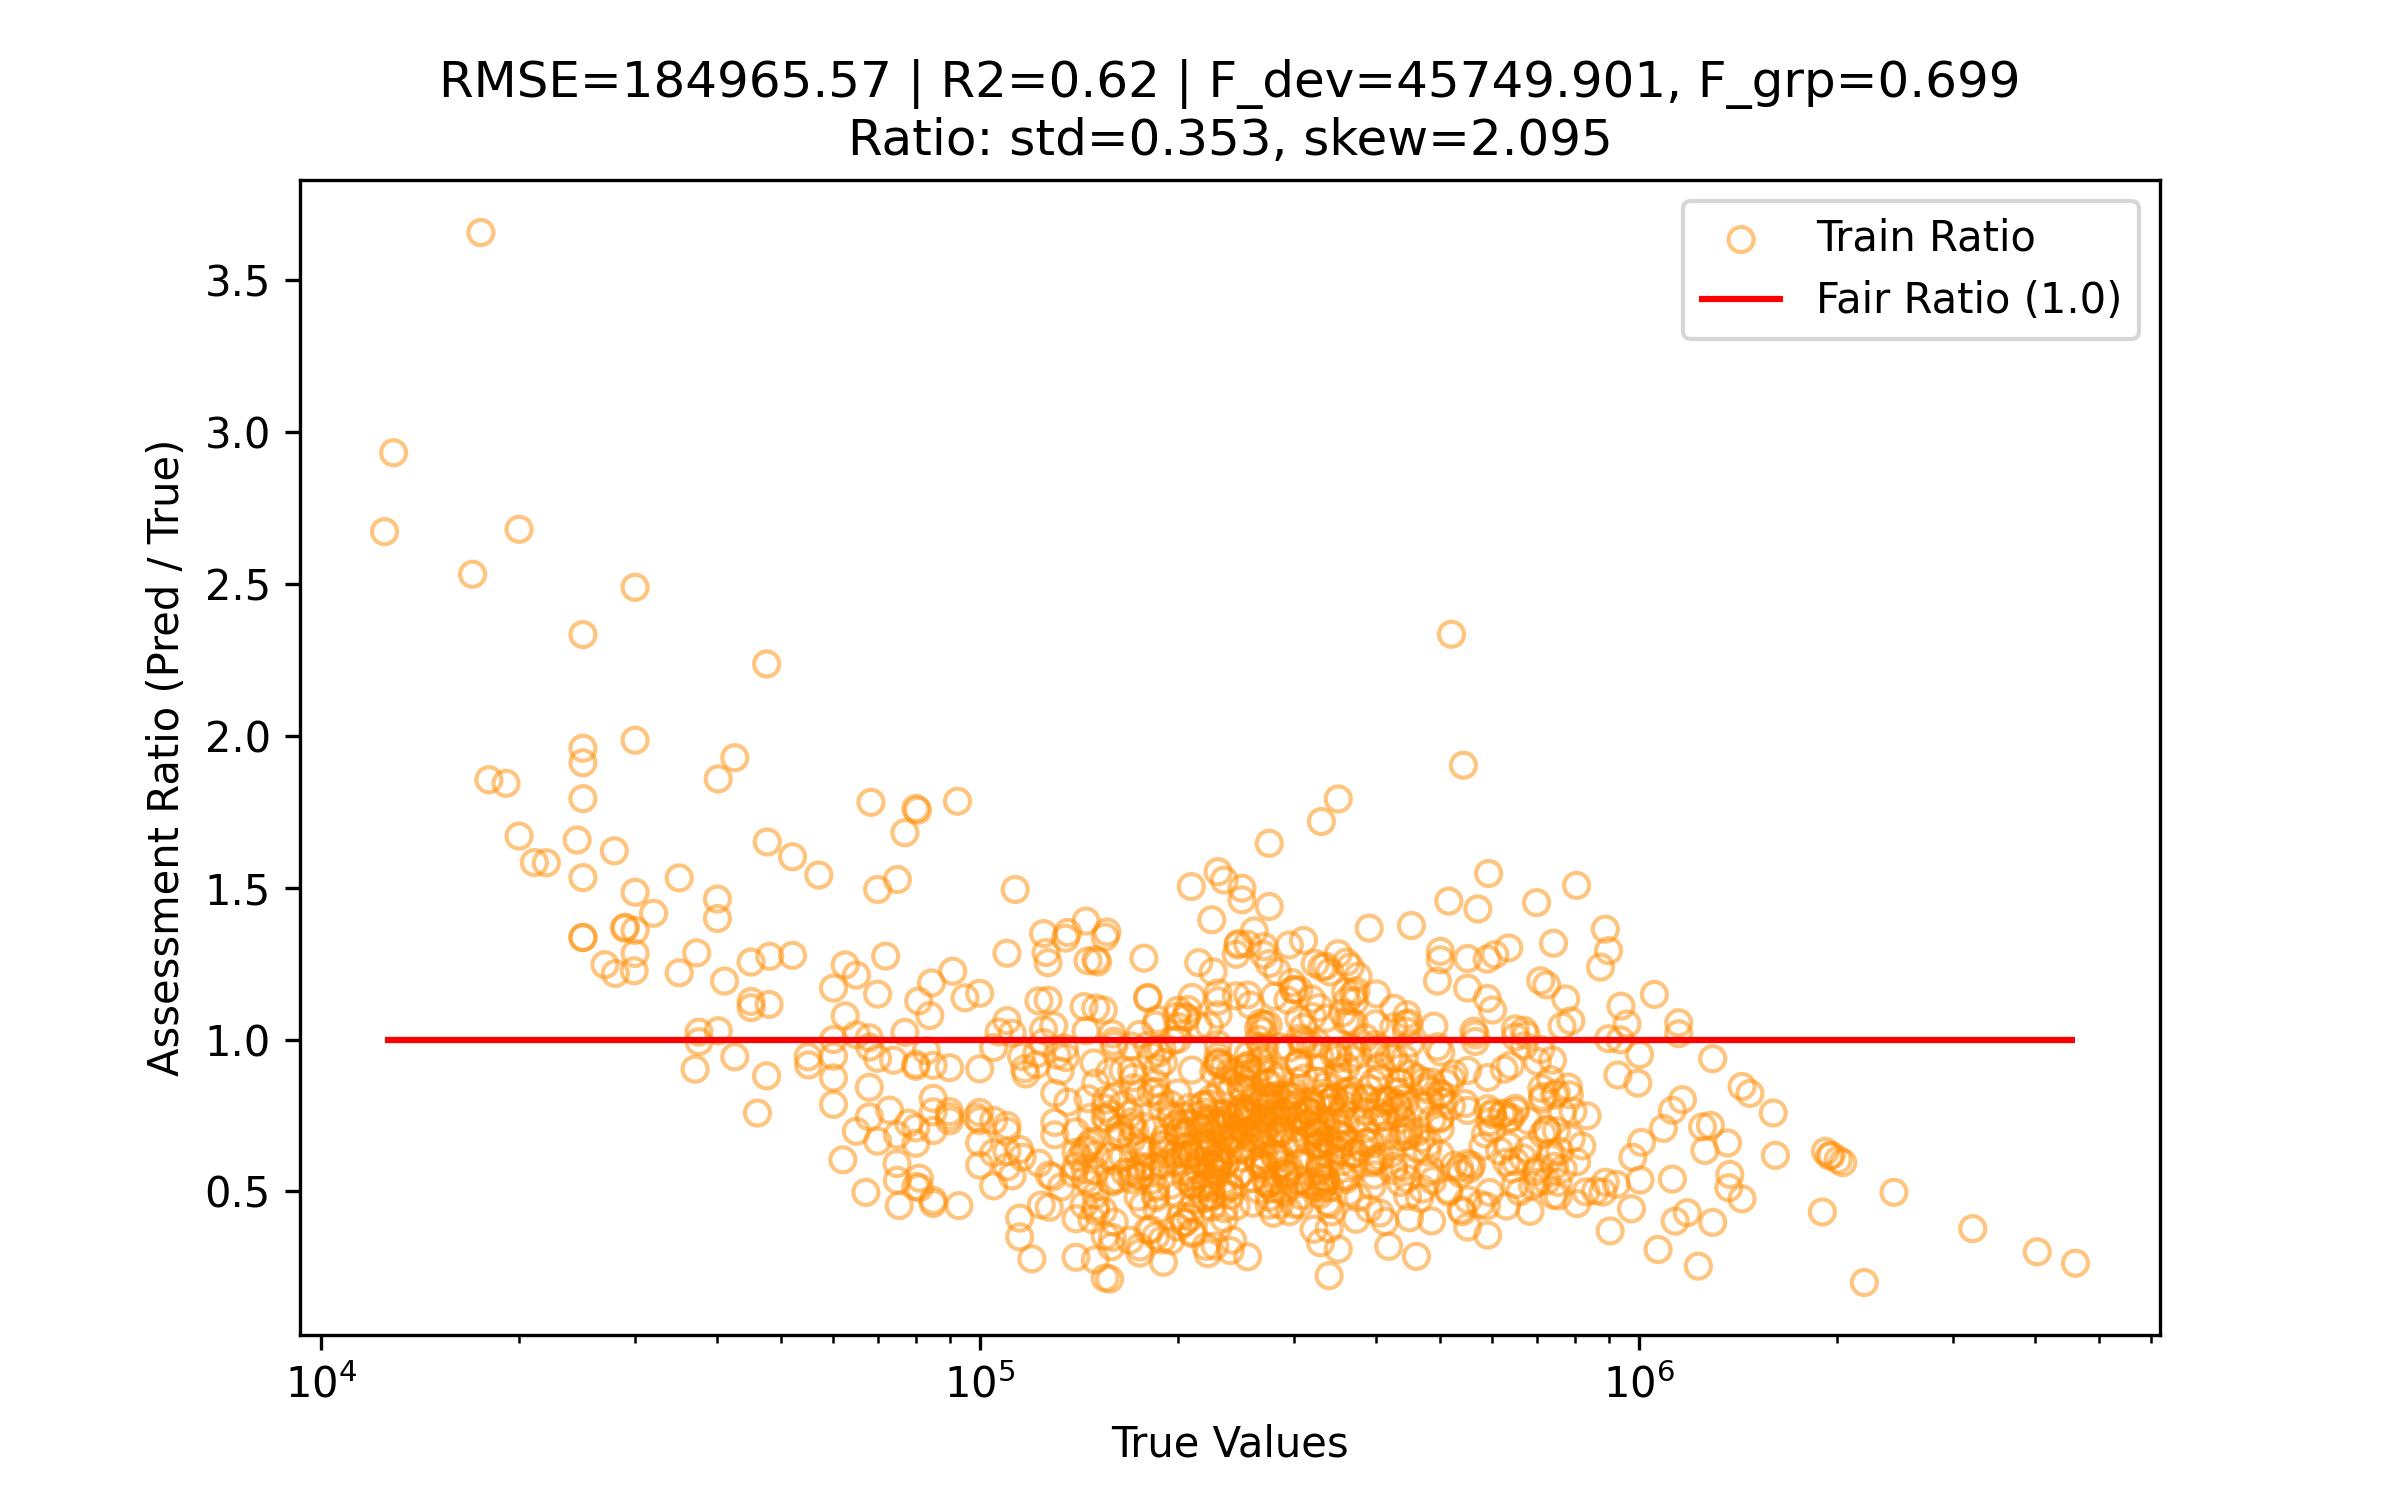 RMSE=184965.57 | R2=0.62 | F_dev=45749.901, F_grp=0.699
Ratio: std=0.353, skew=2.095
Train Ratio
Fair Ratio (1.0)
Assessment Ratio (Pred / True)
3.5
3.0
2.5
2.0
1.5
1.0
0.5
10⁴ 10⁵ 10⁶
True Values